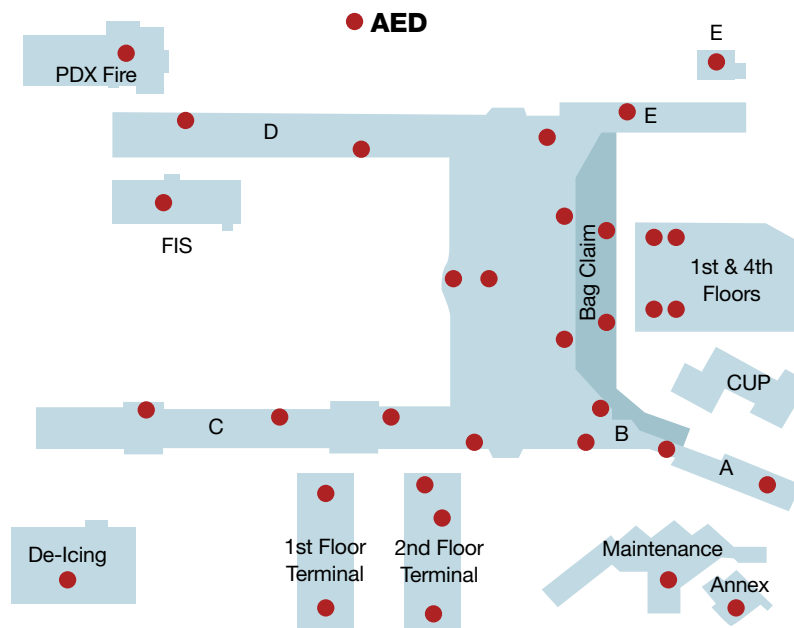 AED
E
PDX Fire
D
E
FIS
Bag Claim
1st & 4th
Floors
CUP
C
B
A
De-Icing
1st Floor
Terminal
2nd Floor
Terminal
Maintenance
Annex